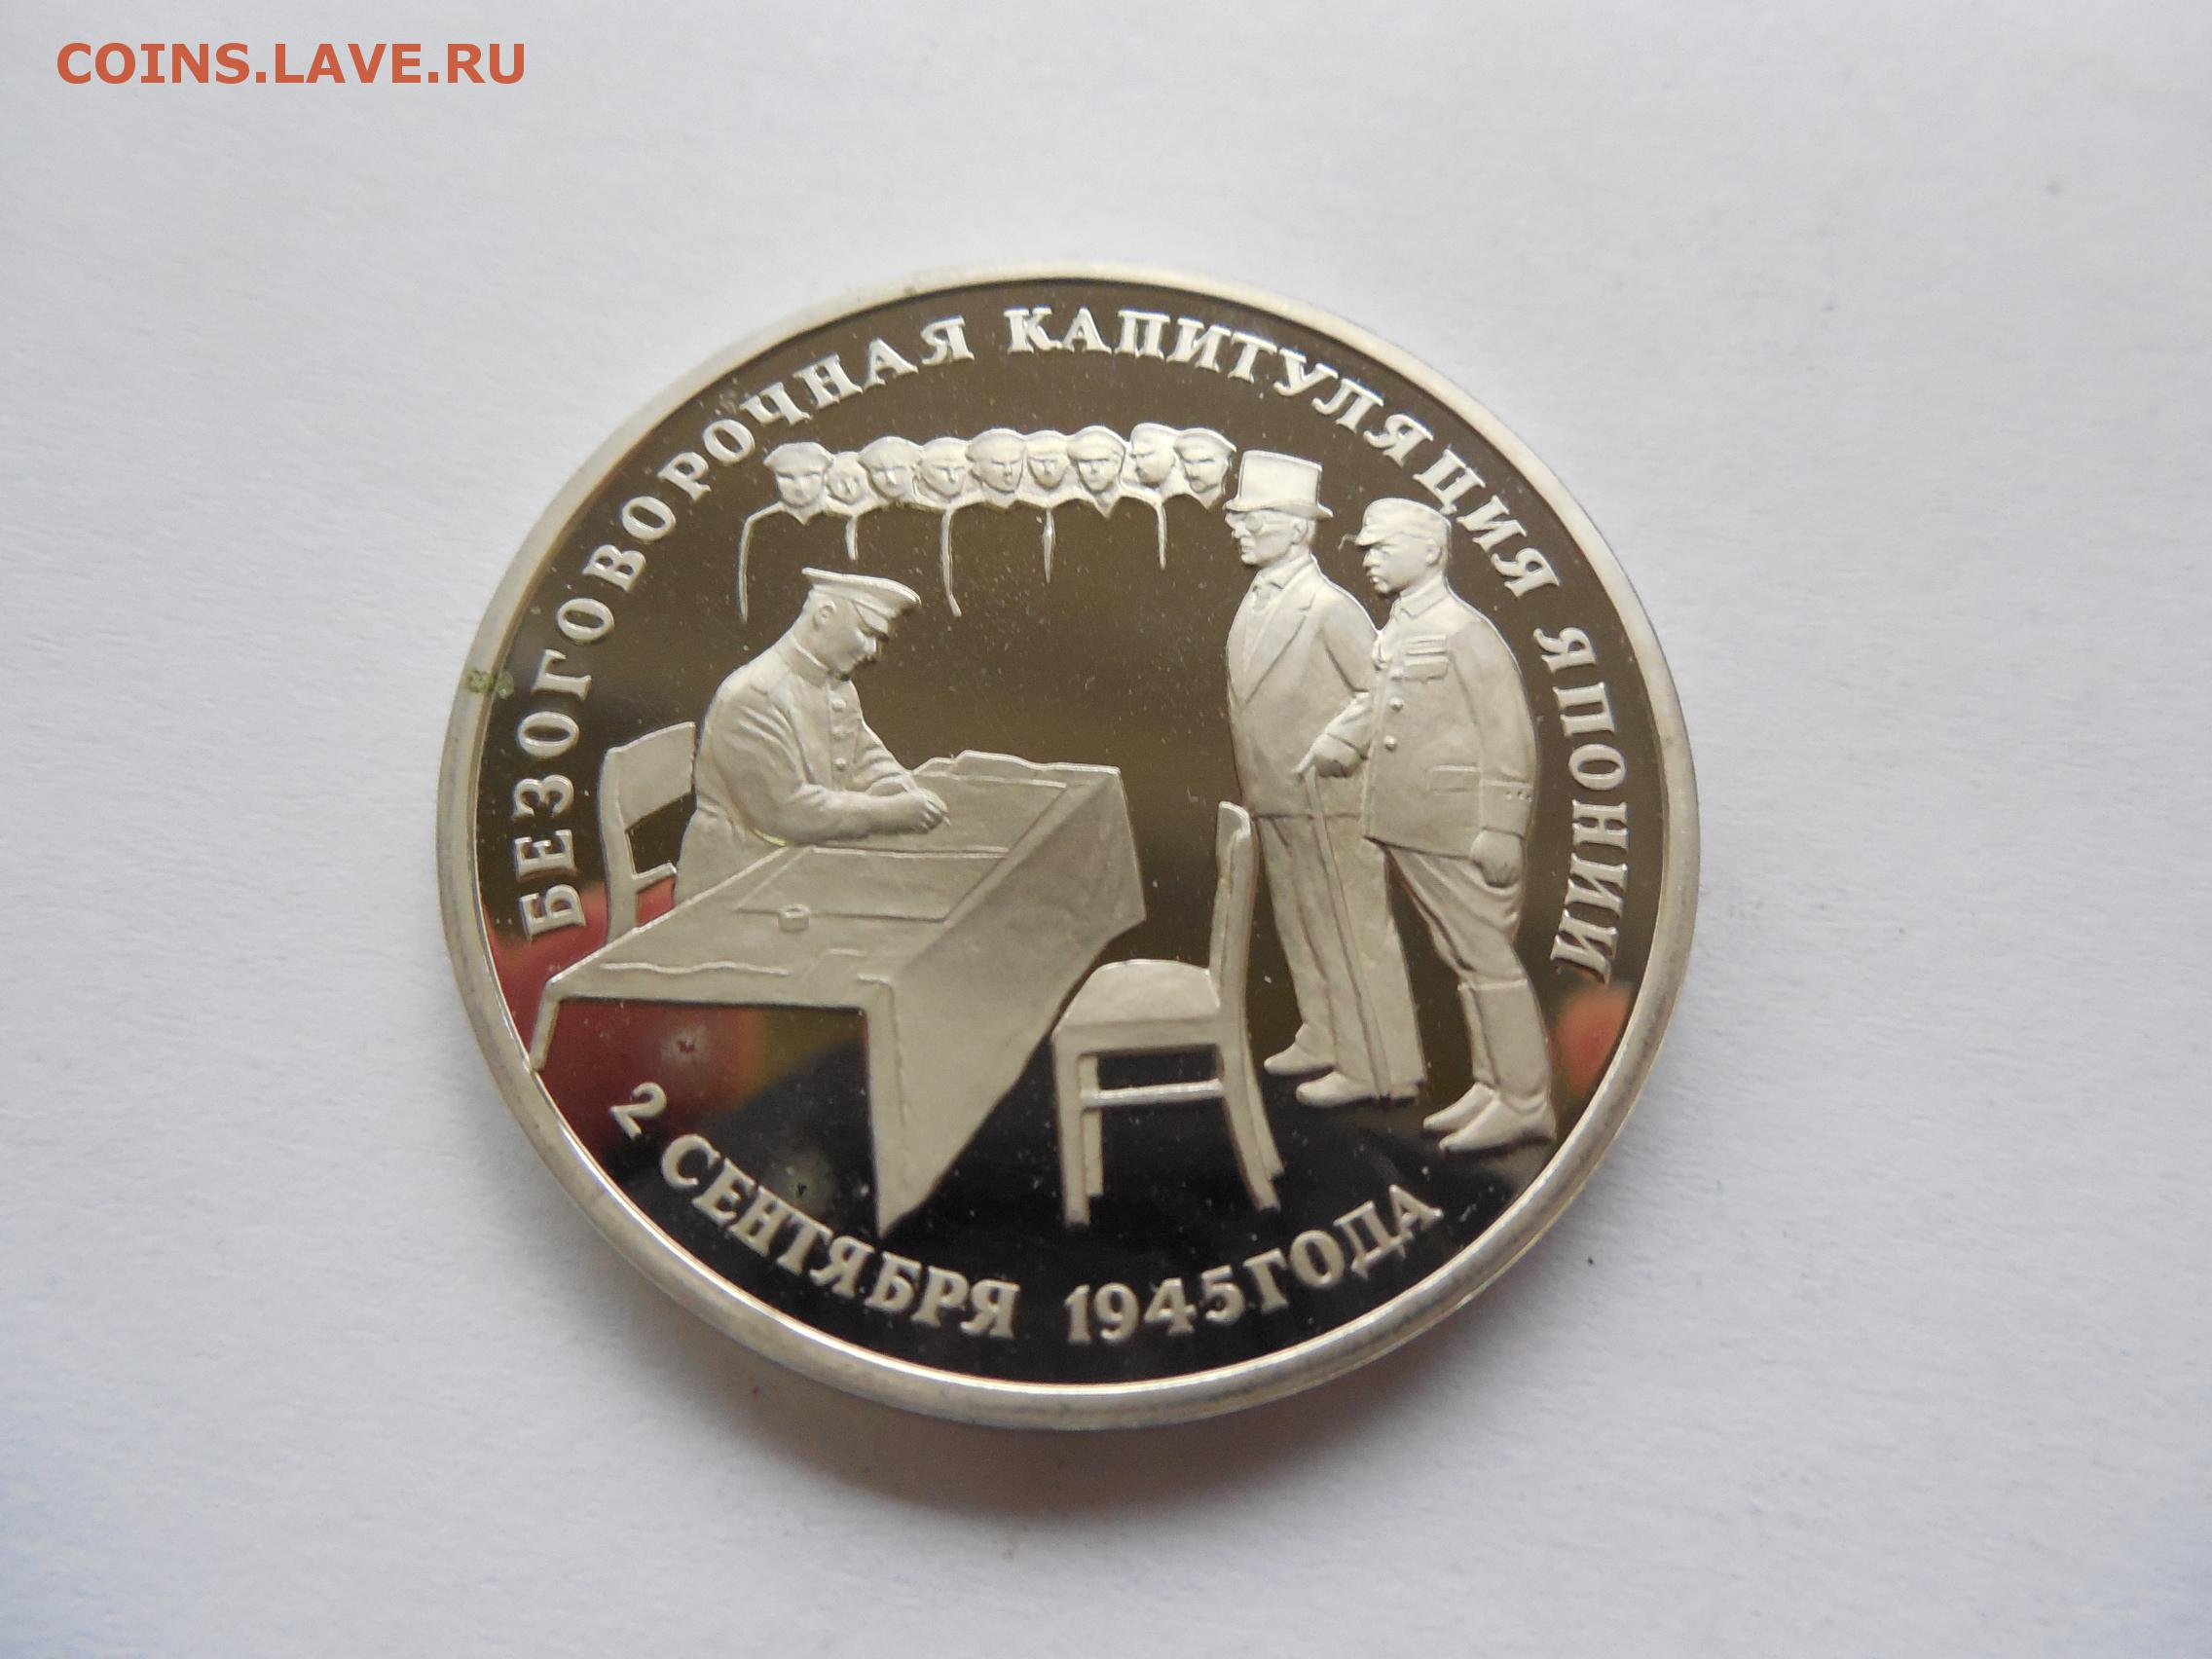 COINS.LAVE.RU
БЕЗОГОВОРОЧНАЯ КАПИТУЛЯЦИЯ ЯПОНИИ
2 СЕНТЯБРЯ 1945 ГОДА